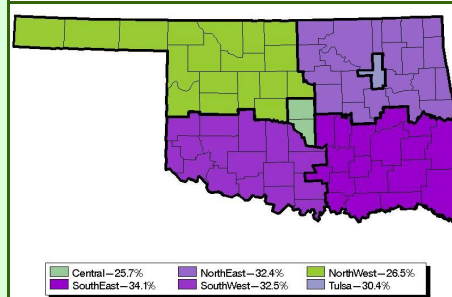 Central—25.7% NorthEast—32.4% NorthWest—26.5%
SouthEast—34.1% SouthWest—32.5% Tulsa—30.4%